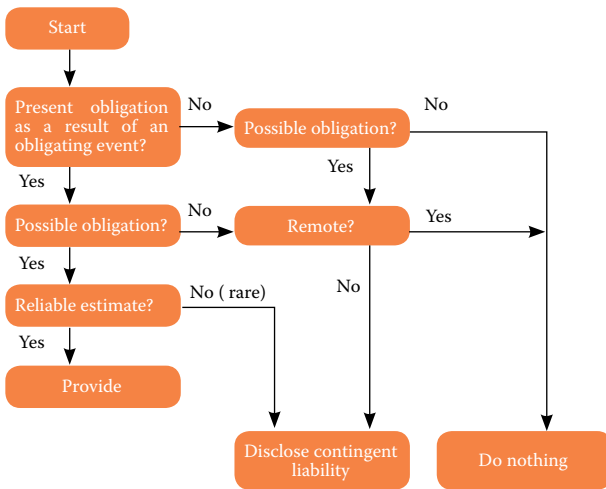 Start
Present obligation
as a result of an
obligating event?
No
Possible obligation?
No
Yes
Yes
Possible obligation?
No
Remote?
Yes
Yes
No
Reliable estimate?
No ( rare)
Yes
Provide
Disclose contingent
liability
Do nothing